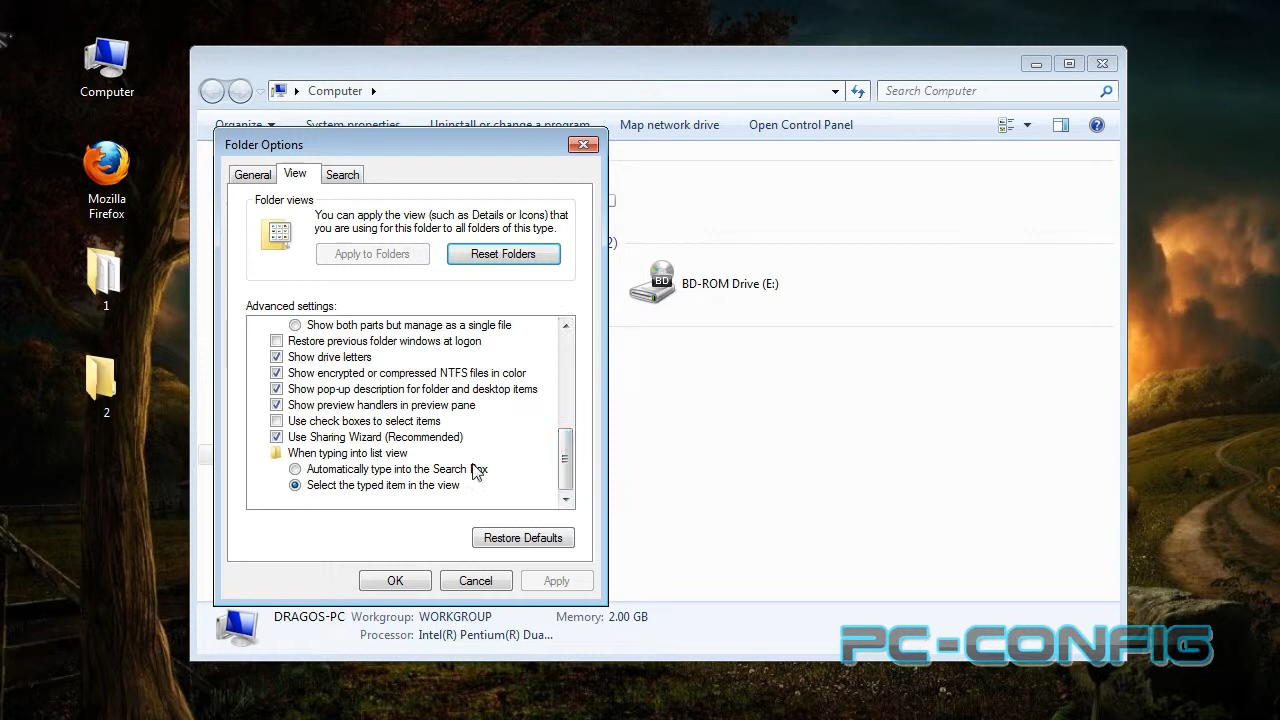 Computer
Mozilla
Firefox
1
2
Computer
Search Computer
Organize
System properties
Uninstall or change a program
Map network drive
Open Control Panel
Folder Options
General
View
Search
Folder views
You can apply the view (such as Details or Icons) that
you are using for this folder to all folders of this type.
Apply to Folders
Reset Folders
Advanced settings:
Show both parts but manage as a single file
Restore previous folder windows at logon
Show drive letters
Show encrypted or compressed NTFS files in color
Show pop-up description for folder and desktop items
Show preview handlers in preview pane
Use check boxes to select items
Use Sharing Wizard (Recommended)
When typing into list view
Automatically type into the Search
Select the typed item in the view
Restore Defaults
OK
Cancel
Apply
2)
BD
BD-ROM Drive (E:)
DRAGOS-PC
Workgroup: WORKGROUP
Memory: 2.00 GB
Processor: Intel(R) Pentium(R) Dua...
PC-CONFIG